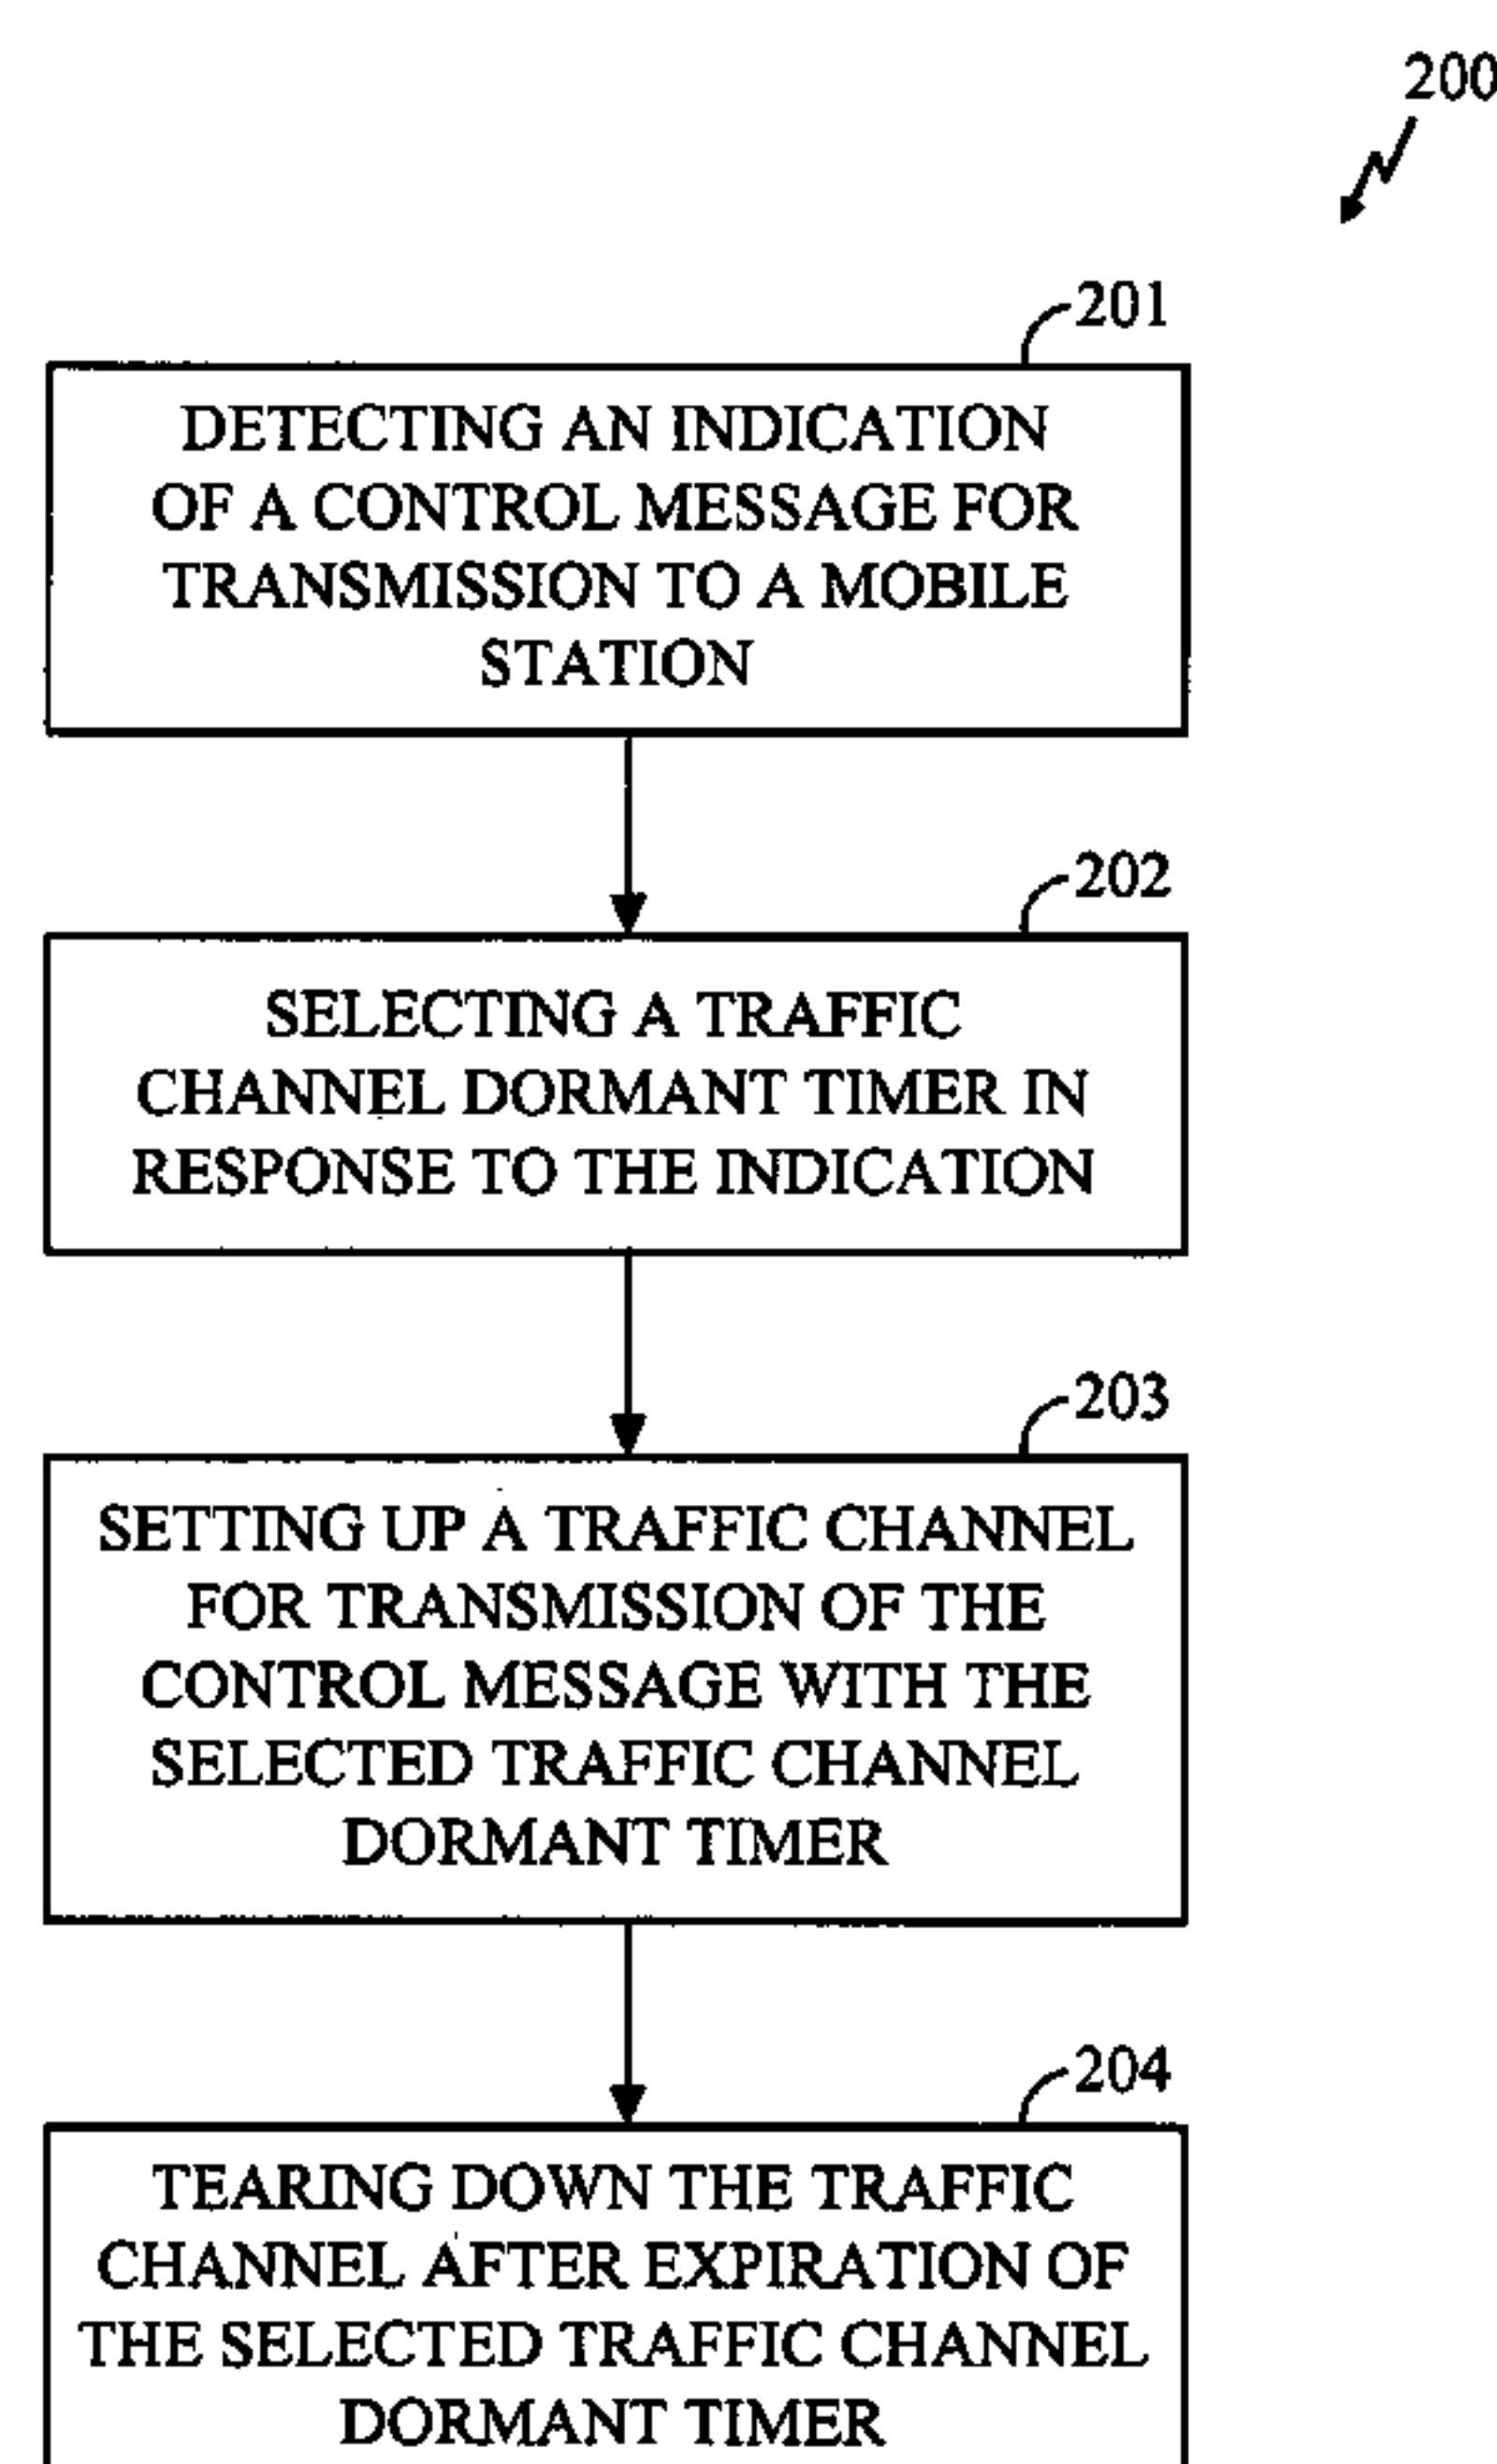 200
201
DETECTING AN INDICATION
OF A CONTROL MESSAGE FOR
TRANSMISSION TO A MOBILE
STATION
202
SELECTING A TRAFFIC
CHANNEL DORMANT TIMER IN
RESPONSE TO THE INDICATION
203
SETTING UP A TRAFFIC CHANNEL
FOR TRANSMISSION OF THE
CONTROL MESSAGE WITH THE
SELECTED TRAFFIC CHANNEL
DORMANT TIMER
204
TEARING DOWN THE TRAFFIC
CHANNEL AFTER EXPIRATION OF
THE SELECTED TRAFFIC CHANNEL
DORMANT TIMER